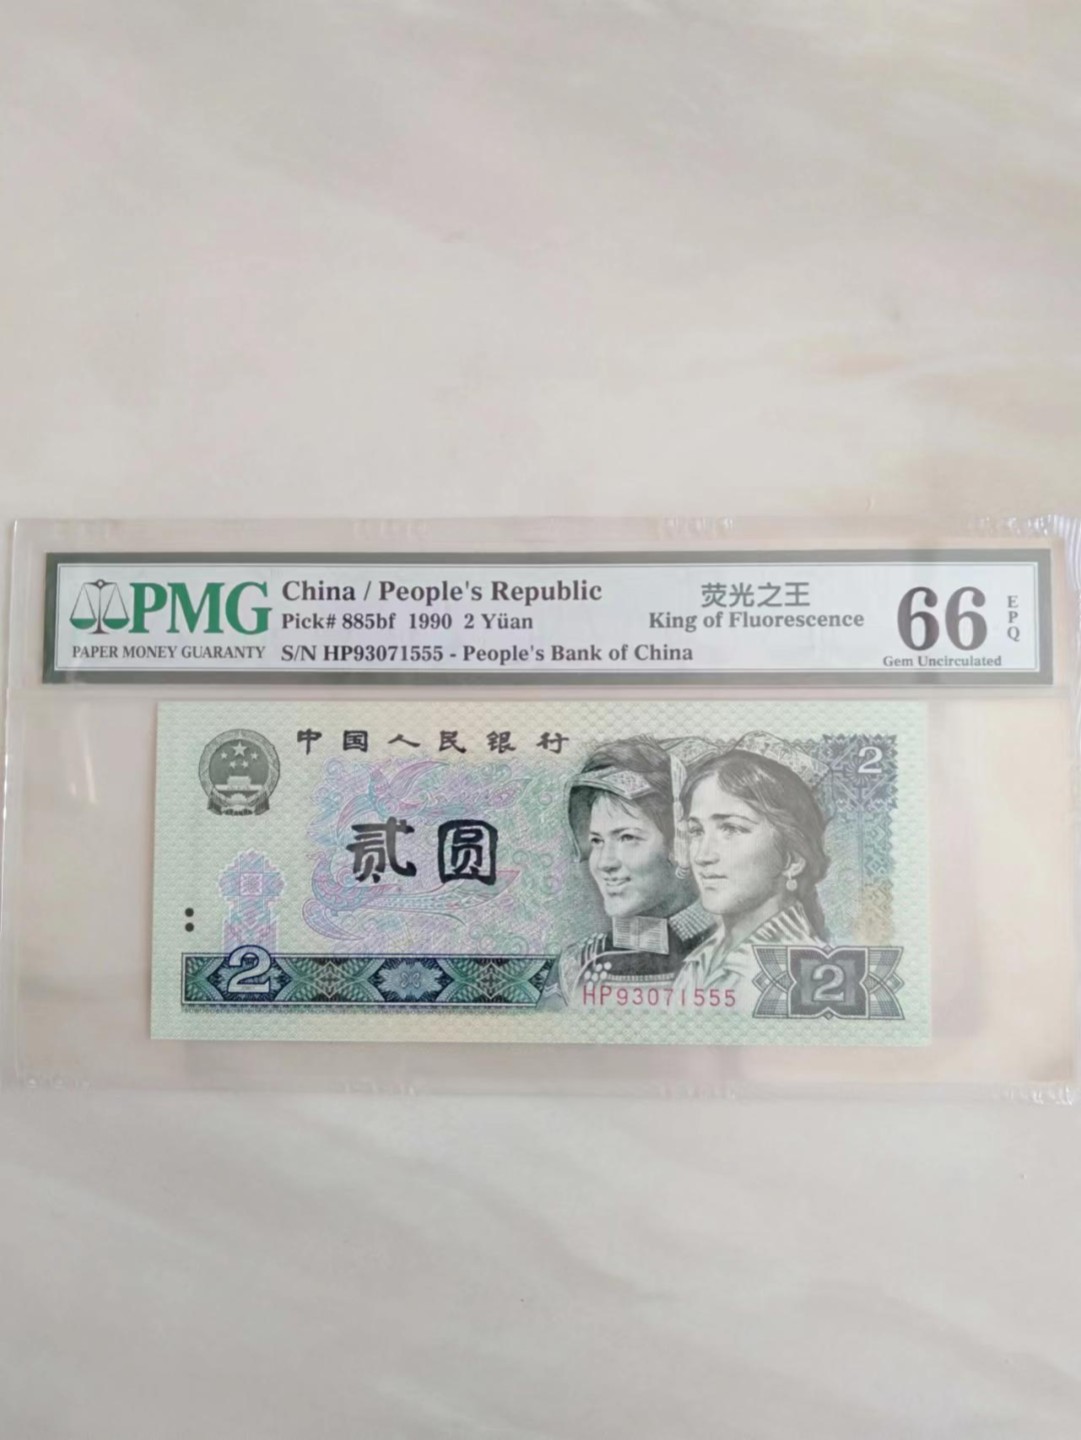 PMG
PAPER MONEY GUARANTY
China / People's Republic
Pick# 885bf 1990 2 Yüan
S/N HP93071555 - People's Bank of China
荧光之王
King of Fluorescence
66
EPQ
Gem Uncirculated
中国人民银行
2
贰圆
2
HP93071555
2